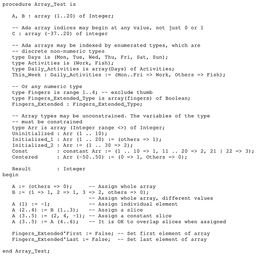 procedure Array_Test is
A, B : array (1..20) of Integer;
-- Ada array indices may begin at any value, not just 0 or 1
C : array (-37..20) of integer
-- Ada arrays may be indexed by enumerated types, which are
-- discrete non-numeric types
type Days is (Mon, Tue, Wed, Thu, Fri, Sat, Sun);
type Activities is (Work, Fish);
type Daily_Activities is array(Days) of Activities;
This_Week : Daily_Activities := (Mon..Fri => Work, Others => Fish);
-- Or any numeric type
type Fingers is range 1..4; -- exclude thumb
type Fingers_Extended_Type is array(fingers) of Boolean;
Fingers_Extended : Fingers_Extended_Type;
-- Array types may be unconstrained. The variables of the type
-- must be constrained
type Arr is array (Integer range <>) of Integer;
Uninitialized : Arr (1 .. 10);
Initialized_1 : Arr (1 .. 20) := (others => 1);
Initialized_2 : Arr := (1 .. 30 => 2);
Const : constant Arr := (1 .. 10 => 1, 11 .. 20 => 2, 21 | 22 => 3);
Centered : Arr (-50..50) := (0 => 1, Others => 0);
Result : Integer
begin
A := (others => 0); -- Assign whole array
B := (1 => 1, 2 => 1, 3 => 2, others => 0);
-- Assign whole array, different values
A (1) := -1; -- Assign individual element
A (2..4) := B (1..3); -- Assign a slice
A (3..5) := (2, 4, -1); -- Assign a constant slice
A (3..5) := A (4..6); -- It is OK to overlap slices when assigned
Fingers_Extended'First := False; -- Set first element of array
Fingers_Extended'Last := False; -- Set last element of array
end Array_Test;